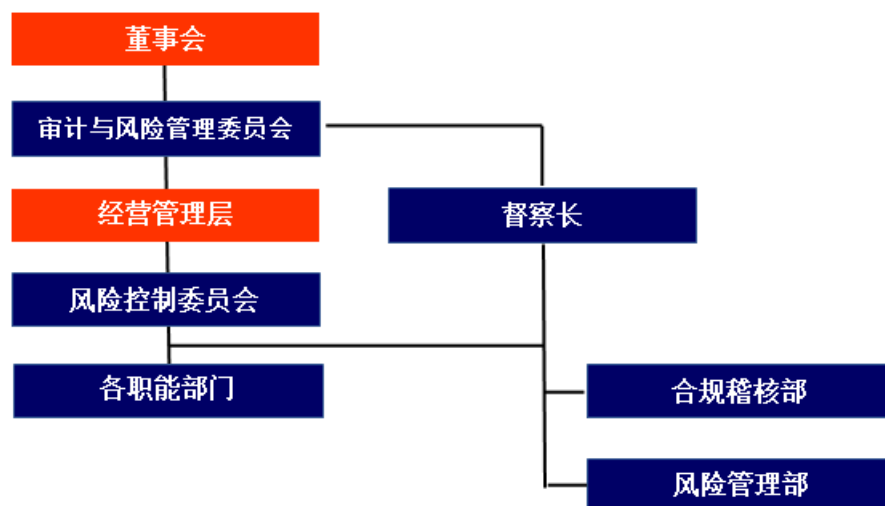 董事会
审计与风险管理委员会
经营管理层
督察长
风险控制委员会
各职能部门
合规稽核部
风险管理部